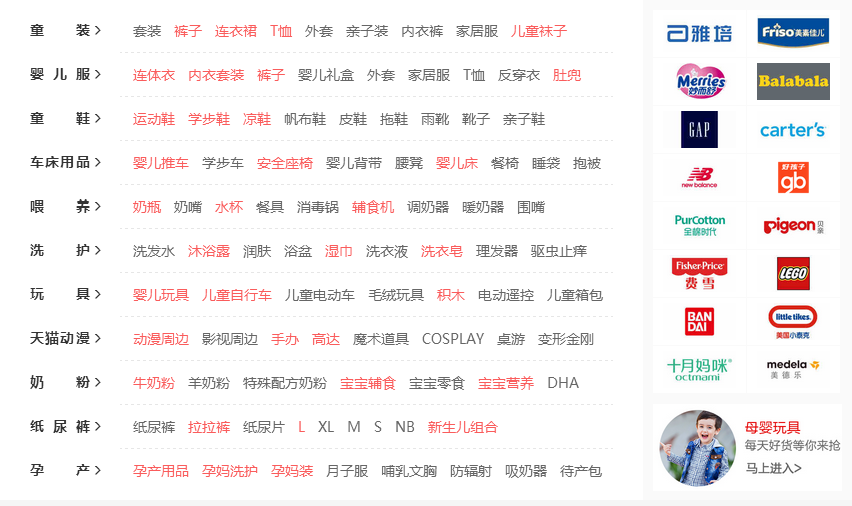 童装 > 套装 裤子 连衣裙 T恤 外套 亲子装 内衣裤 家居服 儿童袜子
婴儿服 > 连体衣 内衣套装 裤子 婴儿礼盒 外套 家居服 T恤 反穿衣 肚兜
童鞋 > 运动鞋 学步鞋 凉鞋 帆布鞋 皮鞋 拖鞋 雨靴 靴子 亲子鞋
车床用品 > 婴儿推车 学步车 安全座椅 婴儿背带 腰凳 婴儿床 餐椅 睡袋 抱被
喂养 > 奶瓶 奶嘴 水杯 餐具 消毒锅 辅食机 调奶器 暖奶器 围嘴
洗护 > 洗发水 沐浴露 润肤 浴盆 湿巾 洗衣液 洗衣皂 理发器 驱虫止痒
玩具 > 婴儿玩具 儿童自行车 儿童电动车 毛绒玩具 积木 电动遥控 儿童箱包
天猫动漫 > 动漫周边 影视周边 手办 高达 魔术道具 COSPLAY 桌游 变形金刚
奶粉 > 牛奶粉 羊奶粉 特殊配方奶粉 宝宝辅食 宝宝零食 宝宝营养 DHA
纸尿裤 > 纸尿裤 拉拉裤 纸尿片 L XL M S NB 新生儿组合
孕产 > 孕产用品 孕妈洗护 孕妈装 月子服 哺乳文胸 防辐射 吸奶器 待产包
雅培
Friso美素佳儿
Merries
妙而舒
Balabala
GAP
carter's
NB
new balance
好孩子
gb
PurCotton
全棉时代
pigeon 贝亲
Fisher-Price
费雪
LEGO
BAN
DAI
little tikes
美国小泰克
十月妈咪
octmami
medela
美德乐
母婴玩具
每天好货等你来抢
马上进入>